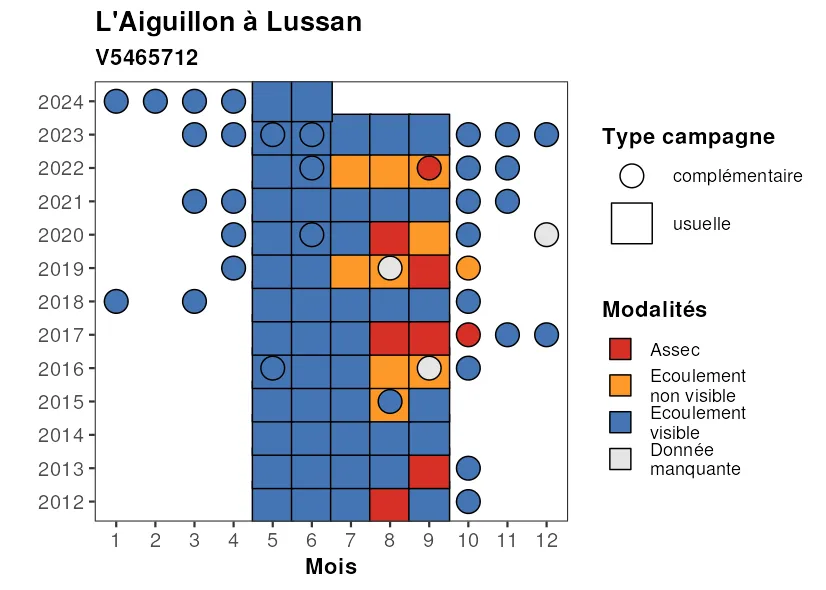 L'Aiguillon à Lussan
V5465712
2024
2023
2022
2021
2020
2019
2018
2017
2016
2015
2014
2013
2012
1 2 3 4 5 6 7 8 9 10 11 12
Mois
Type campagne
complémentaire
usuelle
Modalités
Assec
Ecoulement
non visible
Ecoulement
visible
Donnée
manquante